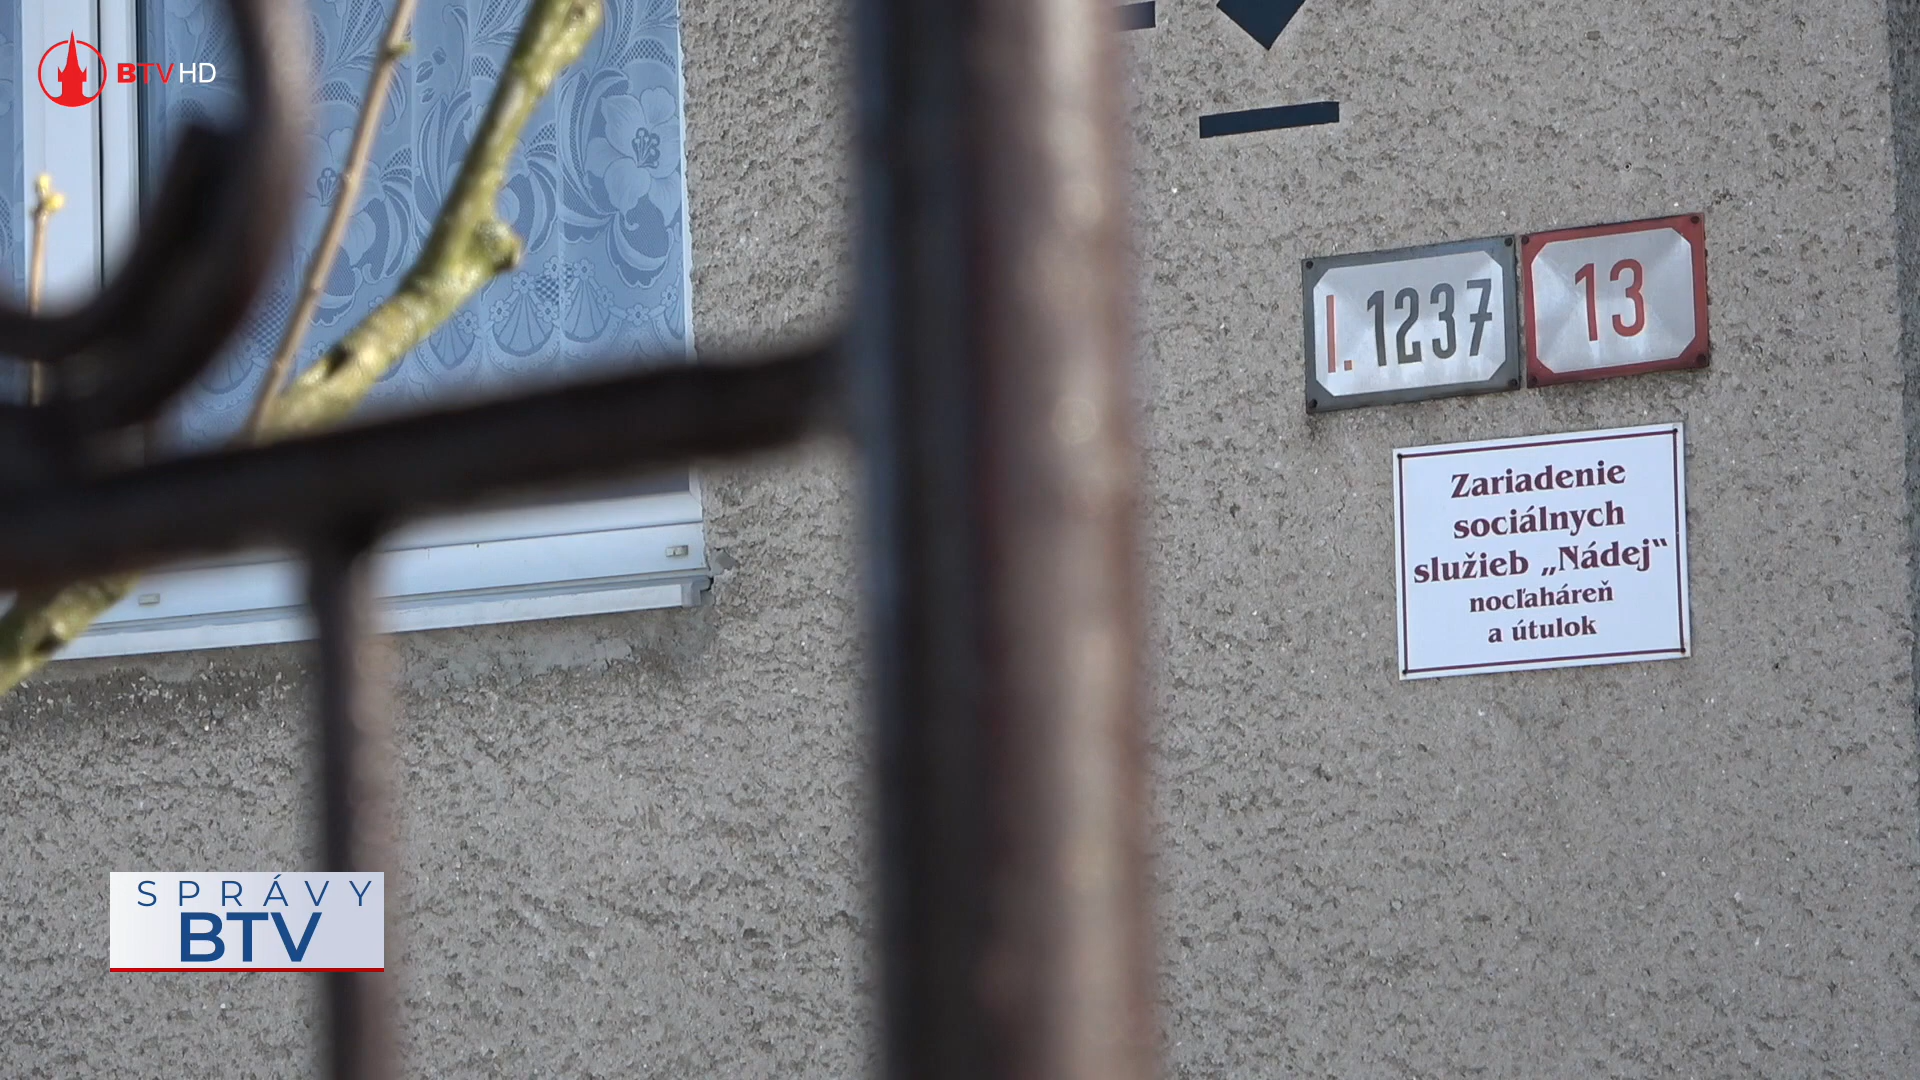 BTV HD
I. 1237
13
Zariadenie
sociálnych
služieb „Nádej“
nocľaháreň
a útulok
SPRÁVY
BTV